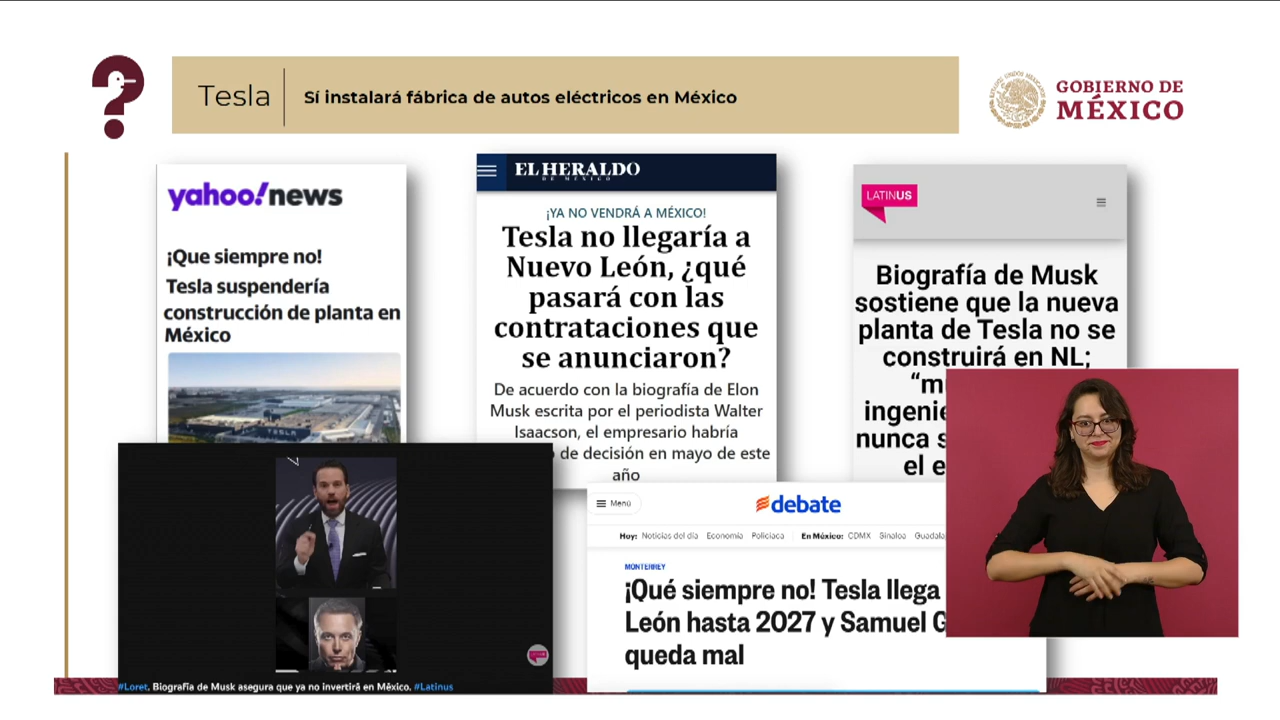 Tesla
Sí instalará fábrica de autos eléctricos en México
GOBIERNO DE
MÉXICO
yahoo!news
¡Que siempre no!
Tesla suspendería
construcción de planta en
México
TESLA
EL HERALDO
DE MÉXICO
¡YA NO VENDRÁ A MÉXICO!
Tesla no llegaría a
Nuevo León, ¿qué
pasará con las
contrataciones que
se anunciaron?
De acuerdo con la biografía de Elon
Musk escrita por el periodista Walter
Isaacson, el empresario habría
de decisión en mayo de este
año
LATINUS
Biografía de Musk
sostiene que la nueva
planta de Tesla no se
construirá en NL;
nunca
el
#Loret. Biografía de Musk asegura que ya no invertirá en México. #Latinus
Menú
debate
Hoy: Noticias del día Economía Policiaca En México: CDMX Sinaloa
MONTERREY
¡Qué siempre no! Tesla llega
León hasta 2027 y Samuel
queda mal